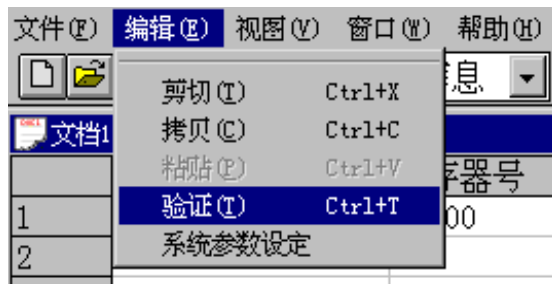 文件(F) 编辑(E) 视图(V) 窗口(W) 帮助(H)
剪切(T) Ctrl+X
息
拷贝(C) Ctrl+C
文档1
粘贴(P) Ctrl+V
器号
验证(T) Ctrl+T
1
00
系统参数设定
2